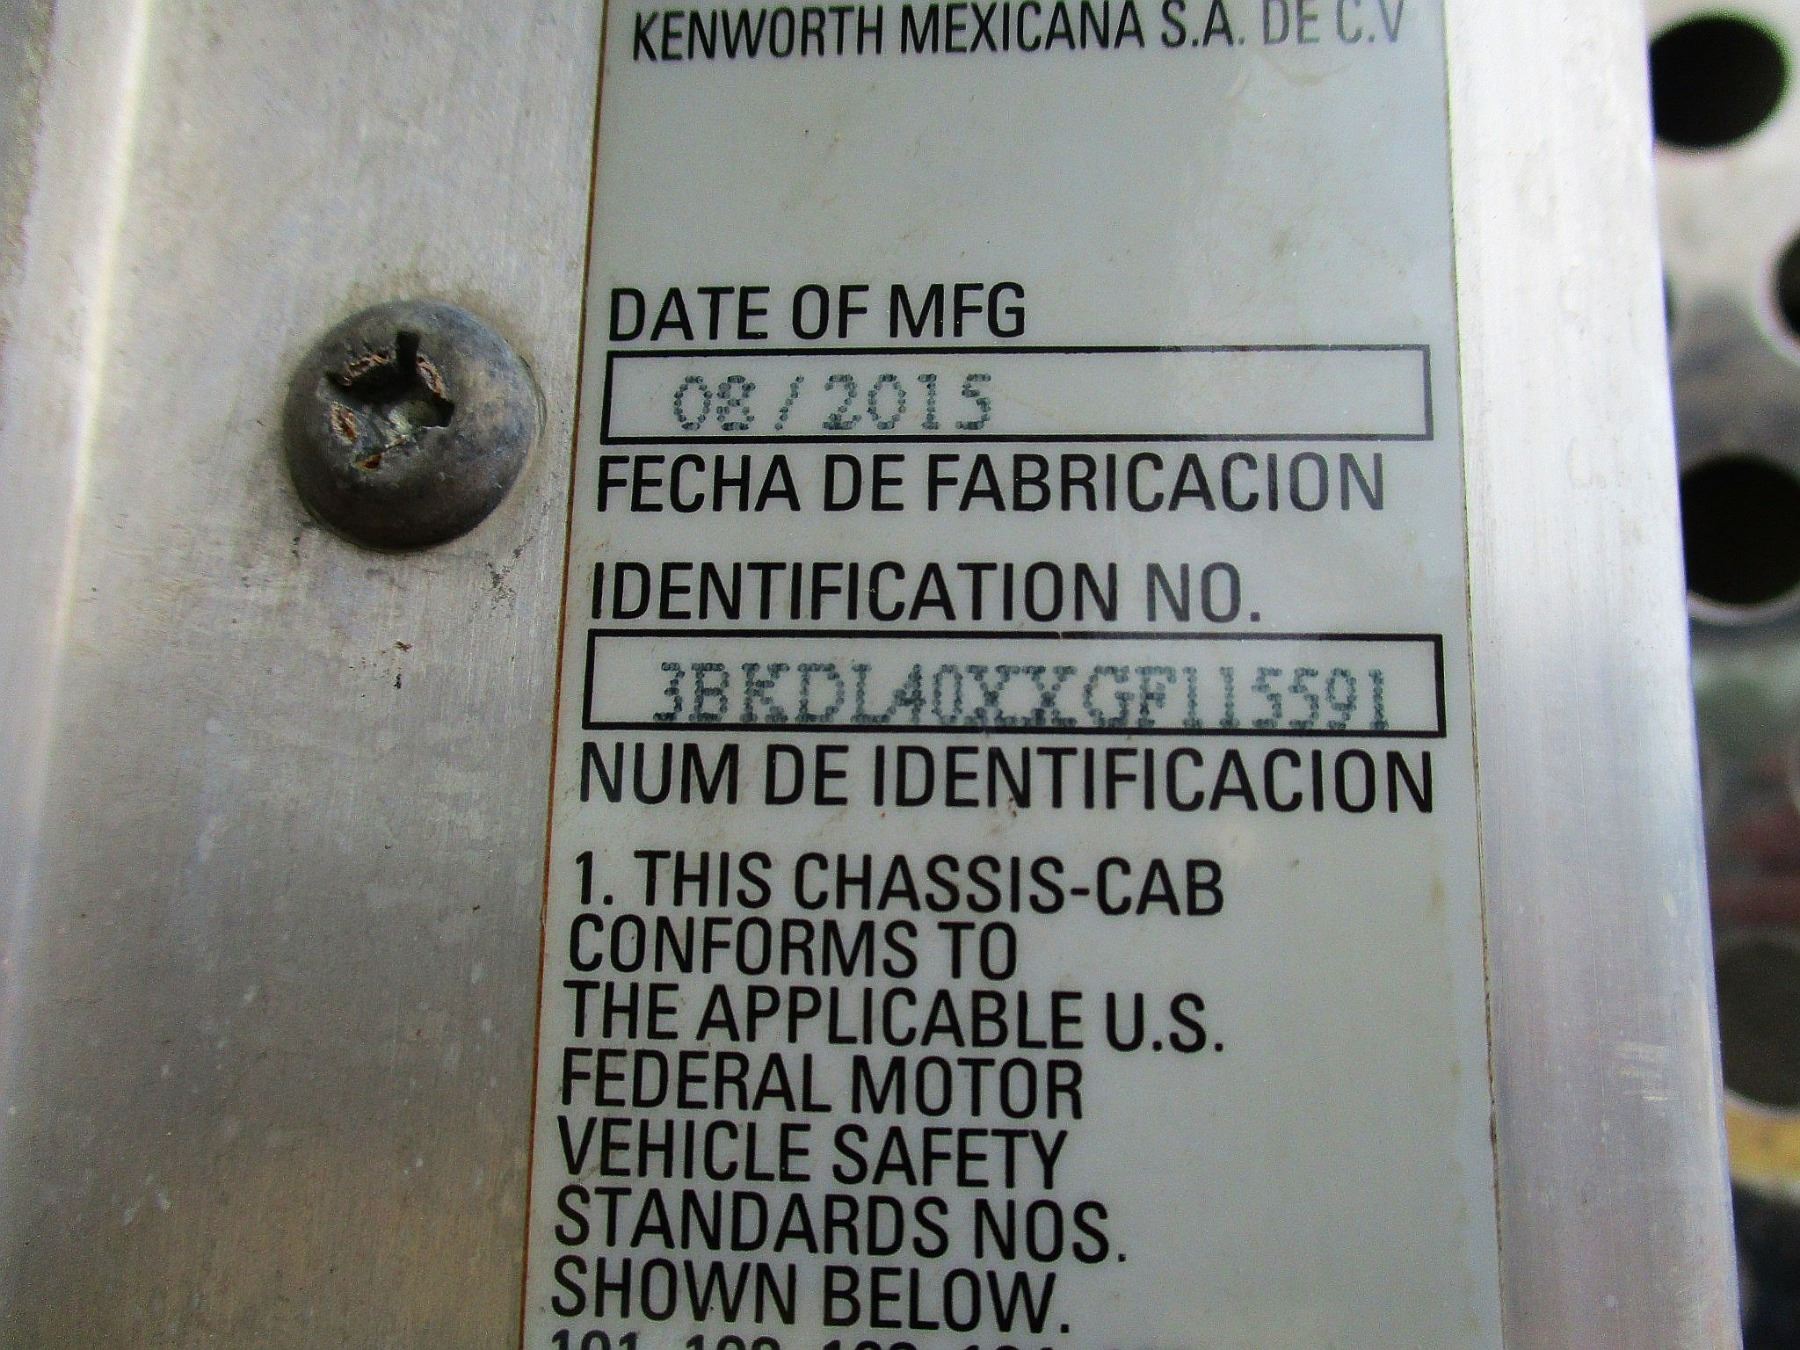 KENWORTH MEXICANA S.A. DE C.V
DATE OF MFG
08/2015
FECHA DE FABRICACION
IDENTIFICATION NO.
3BKDL40XXGF115591
NUM DE IDENTIFICACION
1. THIS CHASSIS-CAB
CONFORMS TO
THE APPLICABLE U.S.
FEDERAL MOTOR
VEHICLE SAFETY
STANDARDS NOS.
SHOWN BELOW.